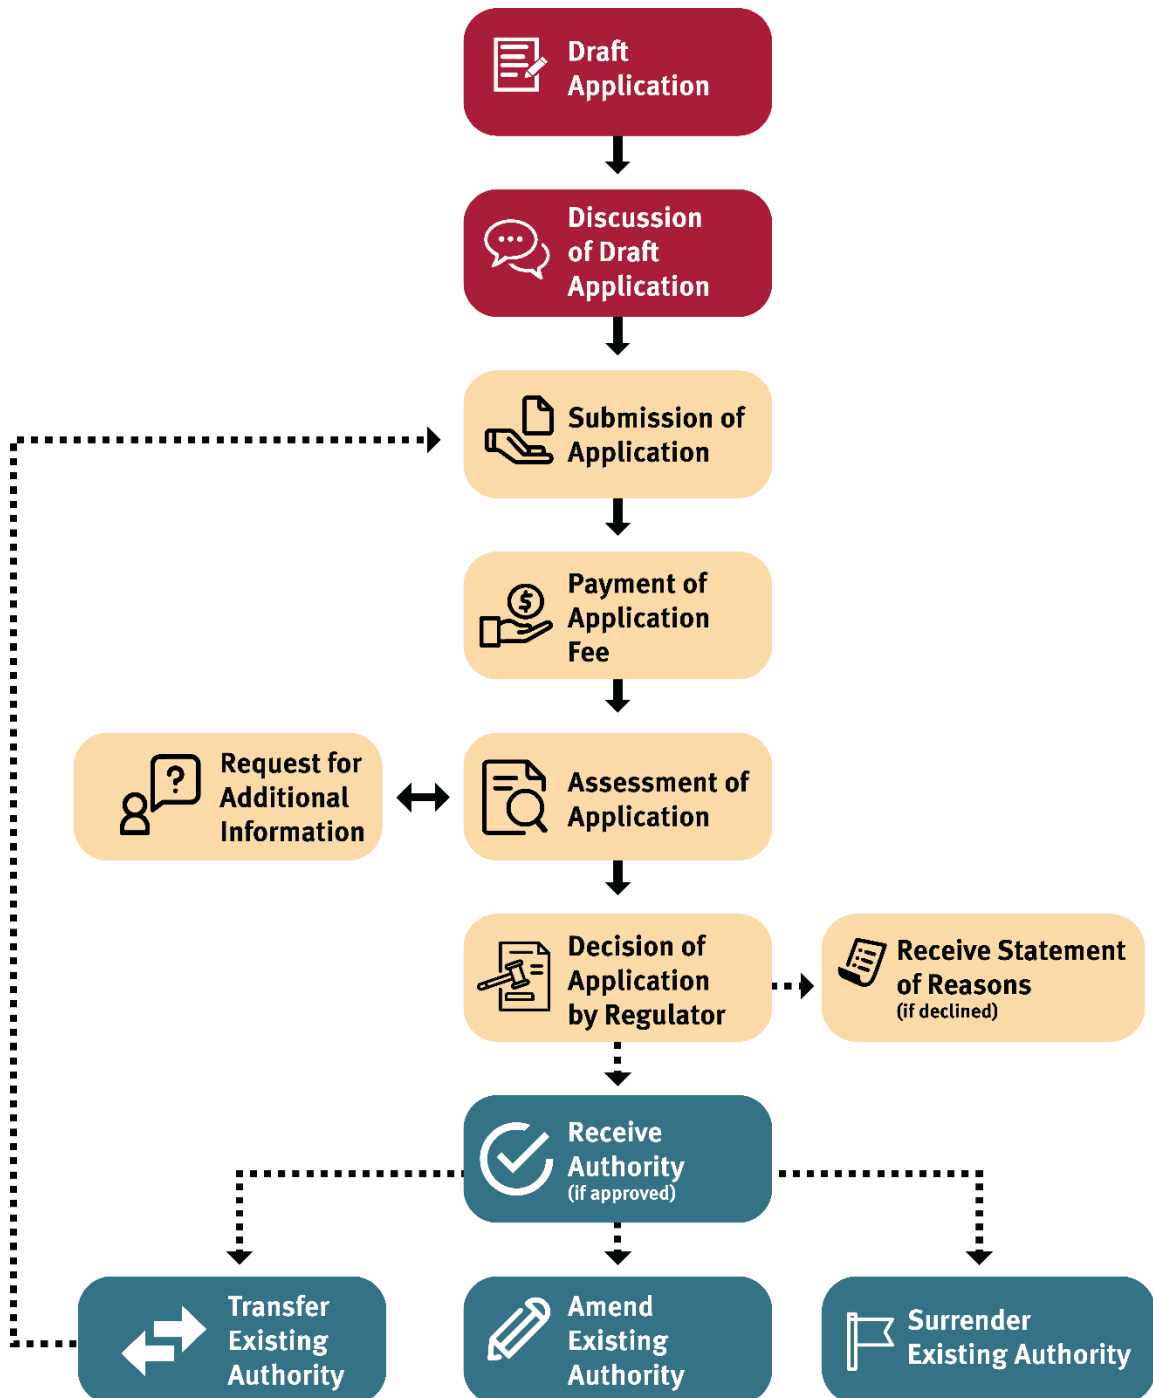 Draft
Application
Discussion
of Draft
Application
Submission of
Application
$
Payment of
Application
Fee
?
Request for
Additional
Information
Assessment of
Application
Decision of
Application
by Regulator
Receive Statement
of Reasons
(if declined)
Receive
Authority
(if approved)
Transfer
Existing
Authority
Amend
Existing
Authority
Surrender
Existing Authority